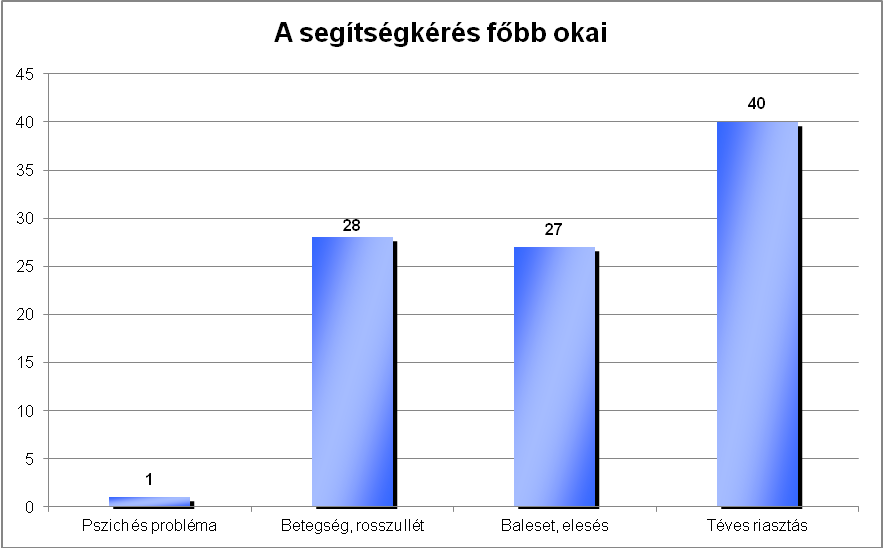 A segítségkérés főbb okai
45
40
35
30
25
20
15
10
5
0
1
28
27
40
Pszichés probléma
Betegség, rosszullét
Baleset, elesés
Téves riasztás